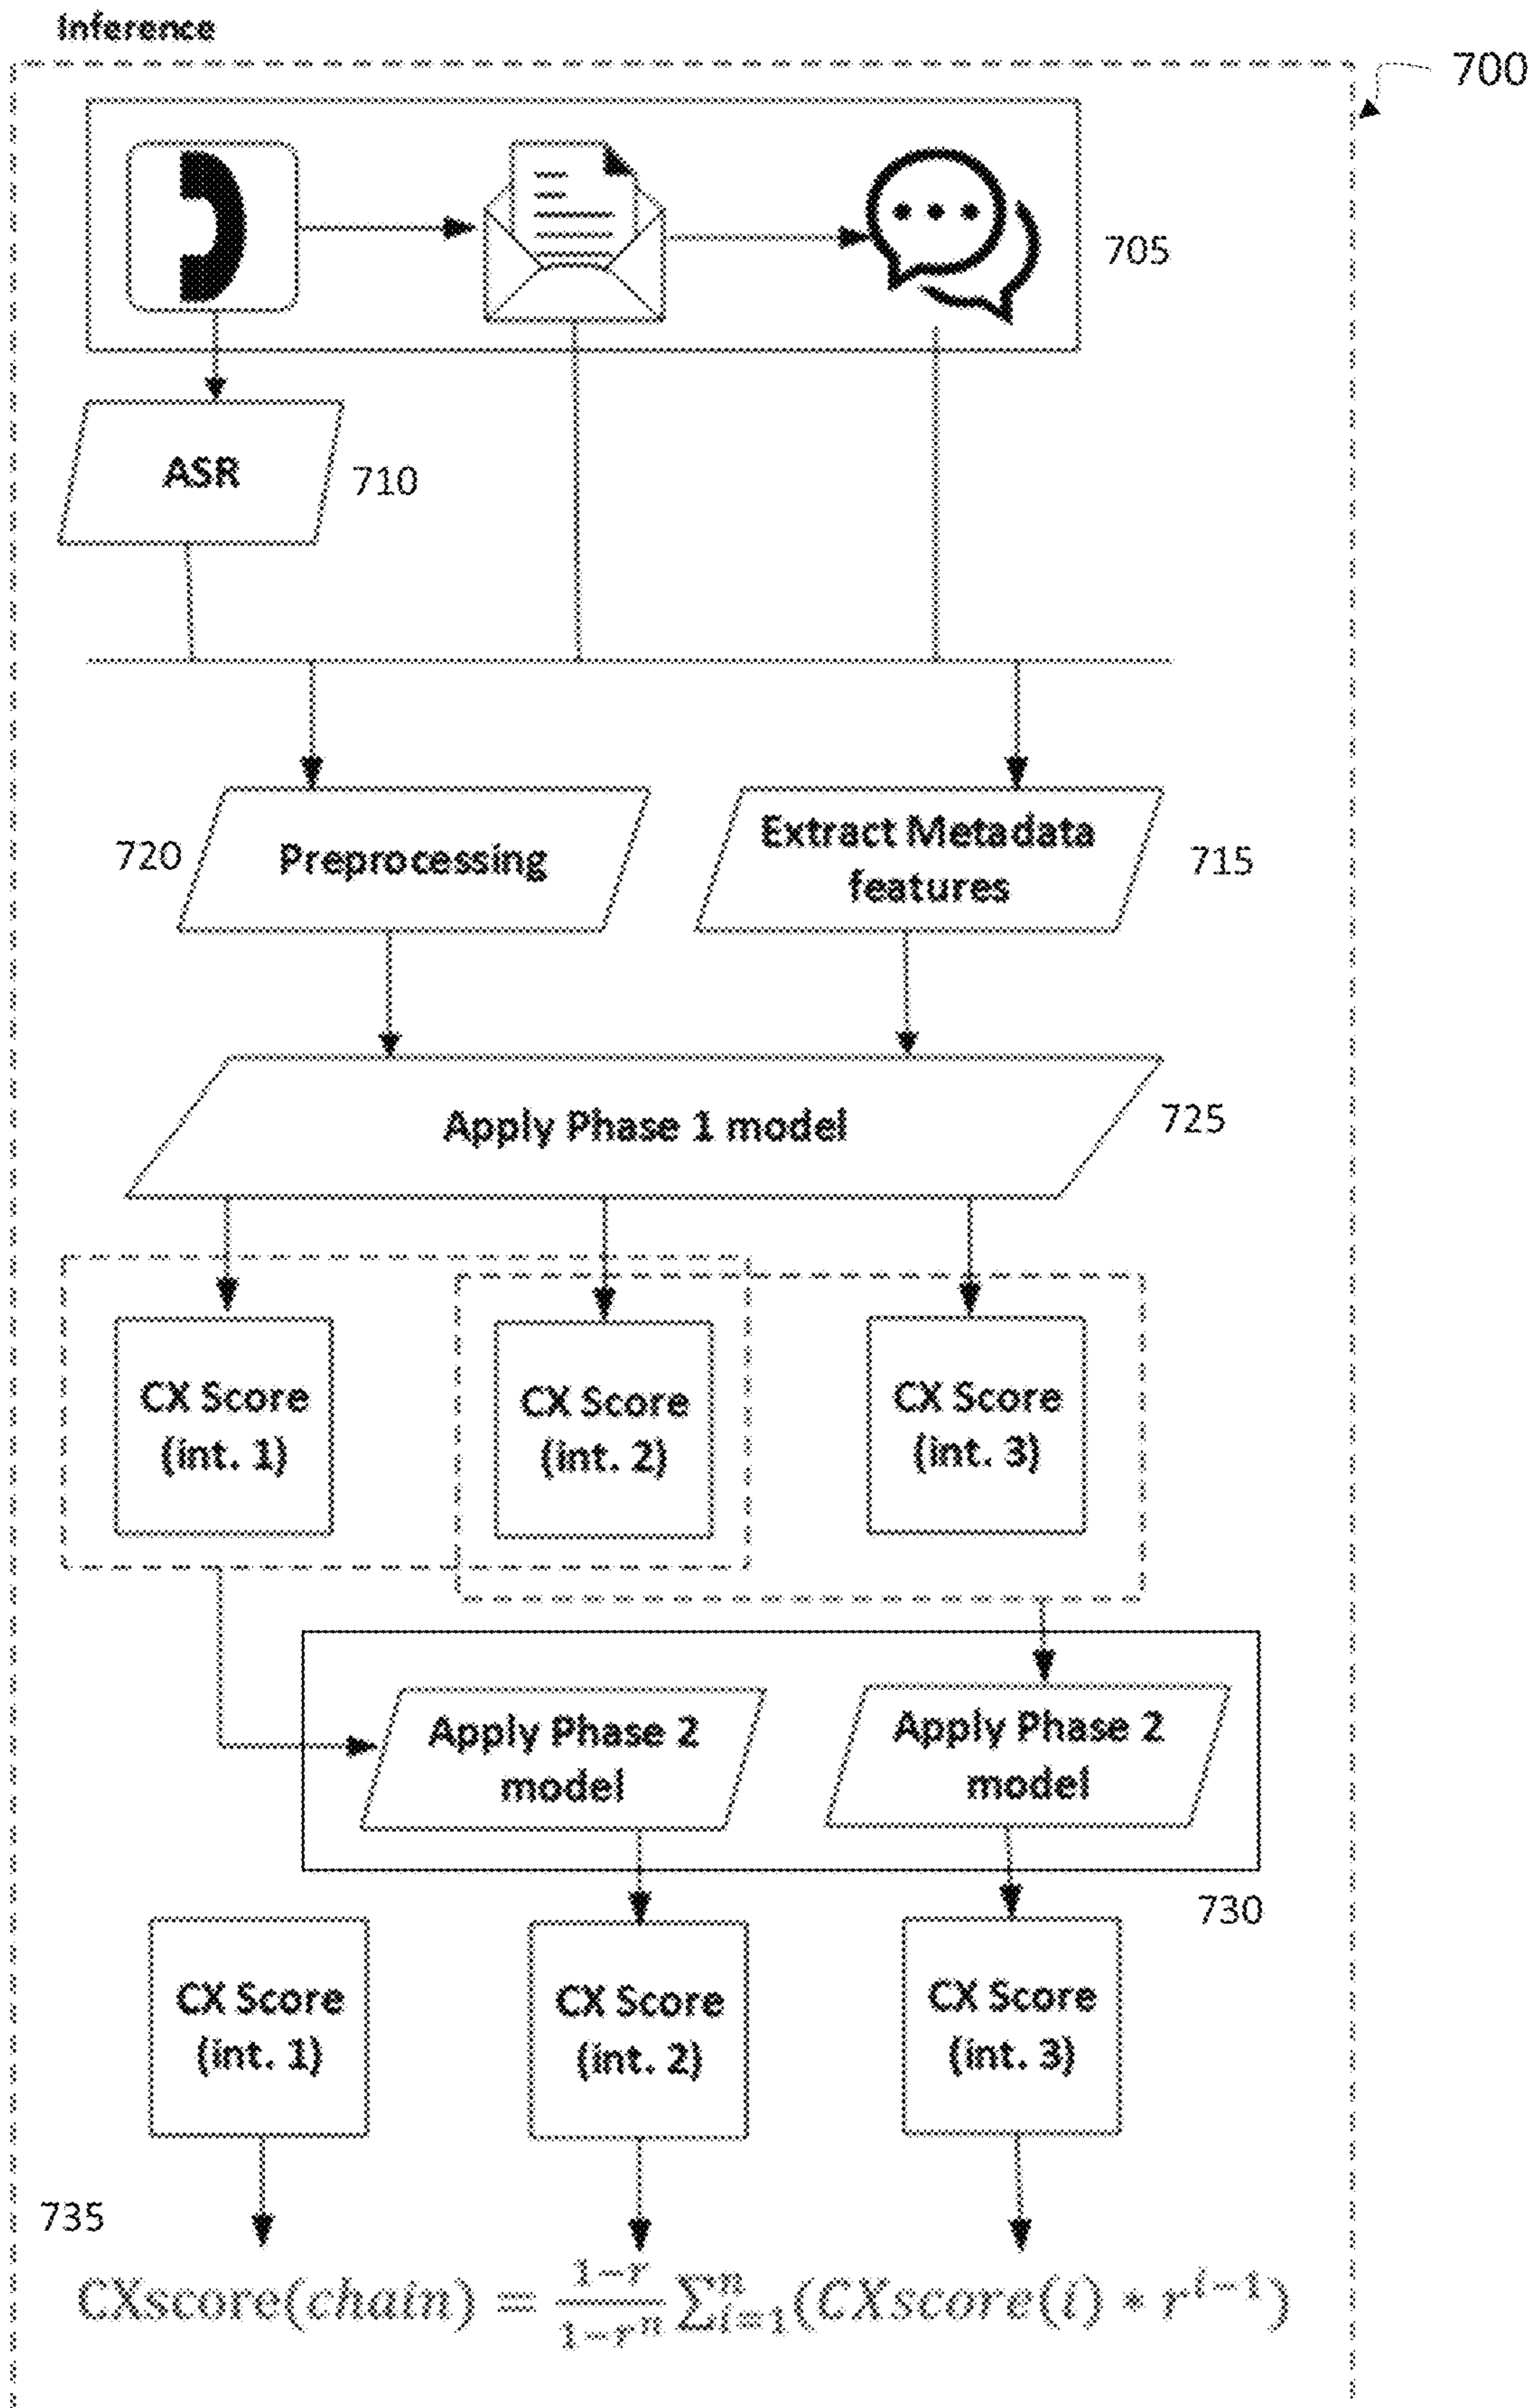 Inference
700
705
ASR
710
720
Preprocessing
Extract Metadata
features
715
Apply Phase 1 model
725
CX Score
(int. 1)
CX Score
(int. 2)
CX Score
(int. 3)
Apply Phase 2
model
Apply Phase 2
model
730
CX Score
(int. 1)
CX Score
(int. 2)
CX Score
(int. 3)
735
CXscore(chain) = \frac{1-r}{1-r^n} \sum_{i=1}^{n}(CXscore(i) * r^{i-1})